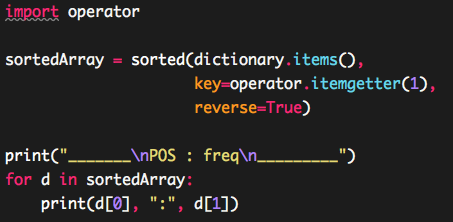 import operator
sortedArray = sorted(dictionary.items(),
                     key=operator.itemgetter(1),
                     reverse=True)
print("_______\nPOS : freq\n_________")
for d in sortedArray:
    print(d[0], ":", d[1])